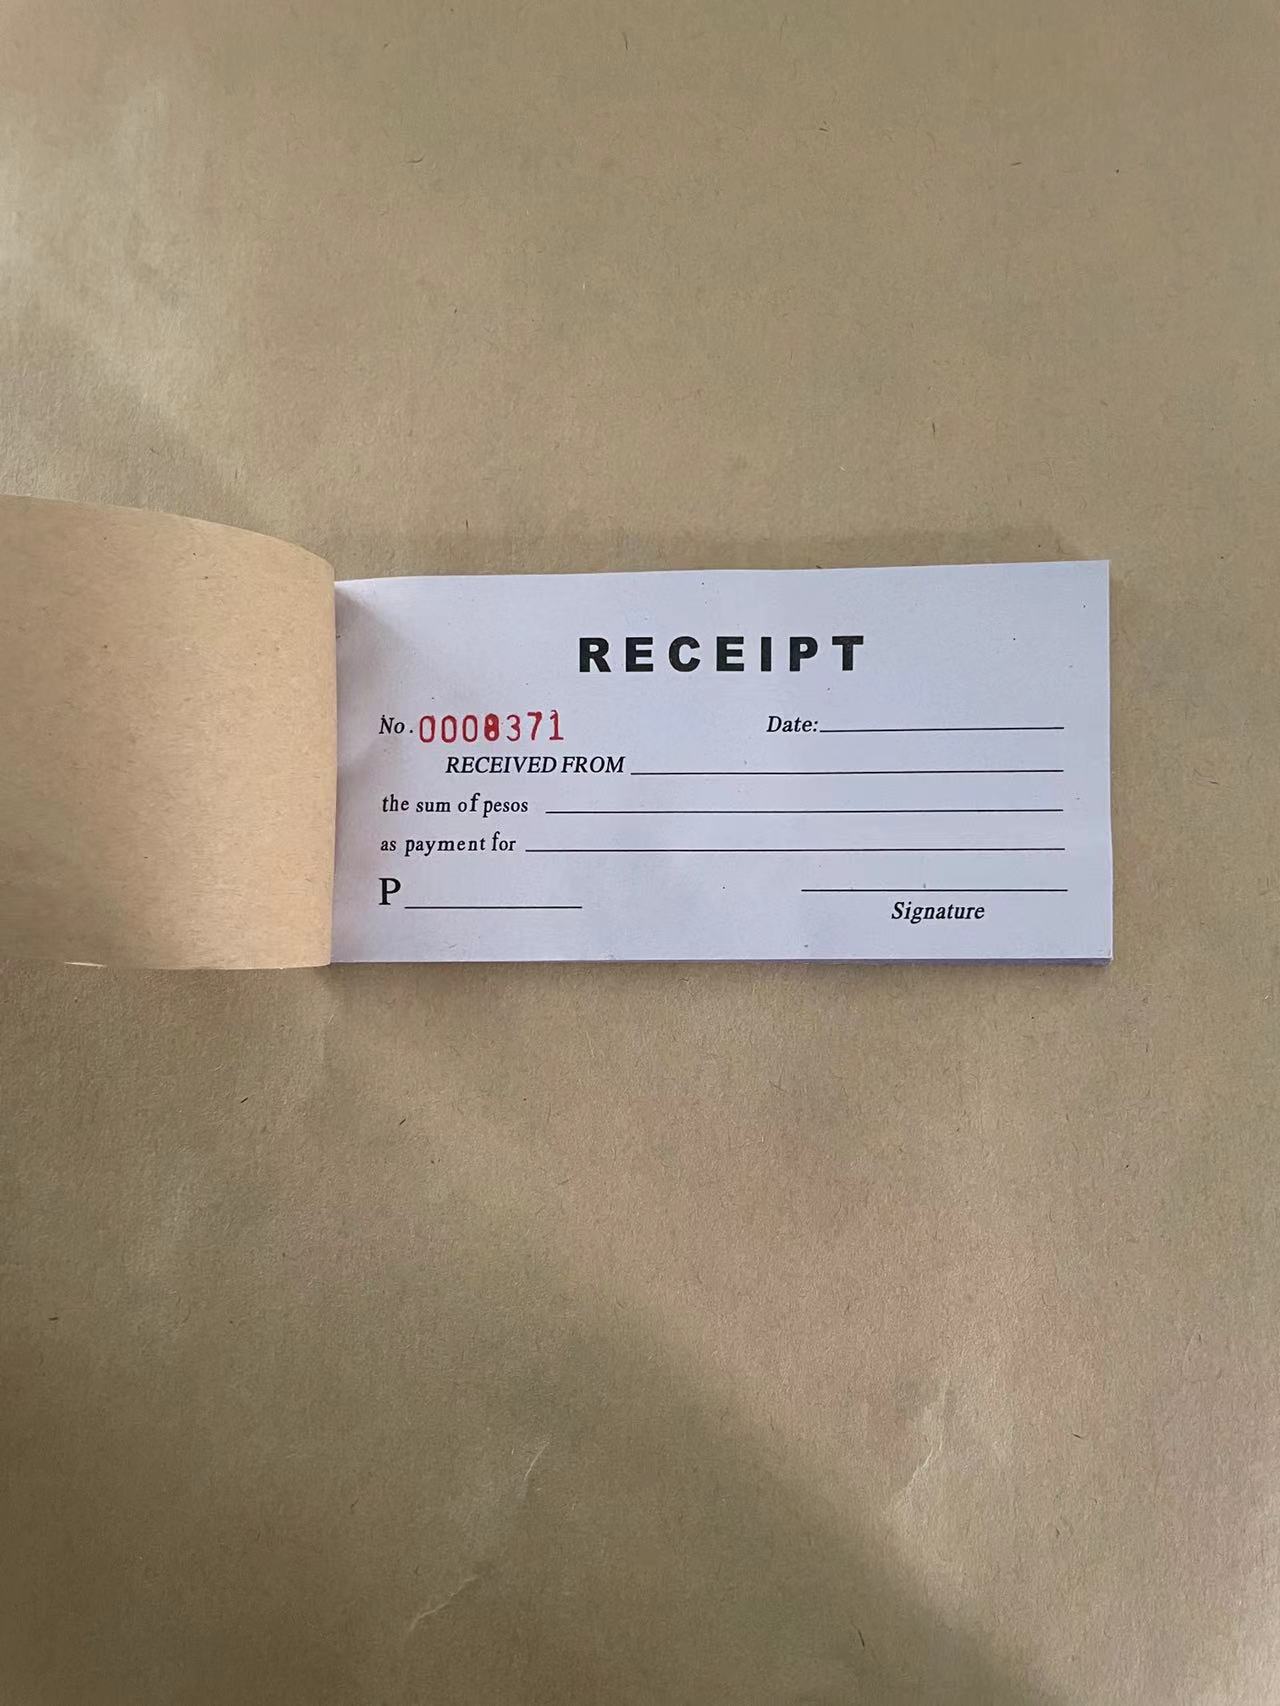 RECEIPT
No. 0008371 Date:
RECEIVED FROM
the sum of pesos
as payment for
P
Signature